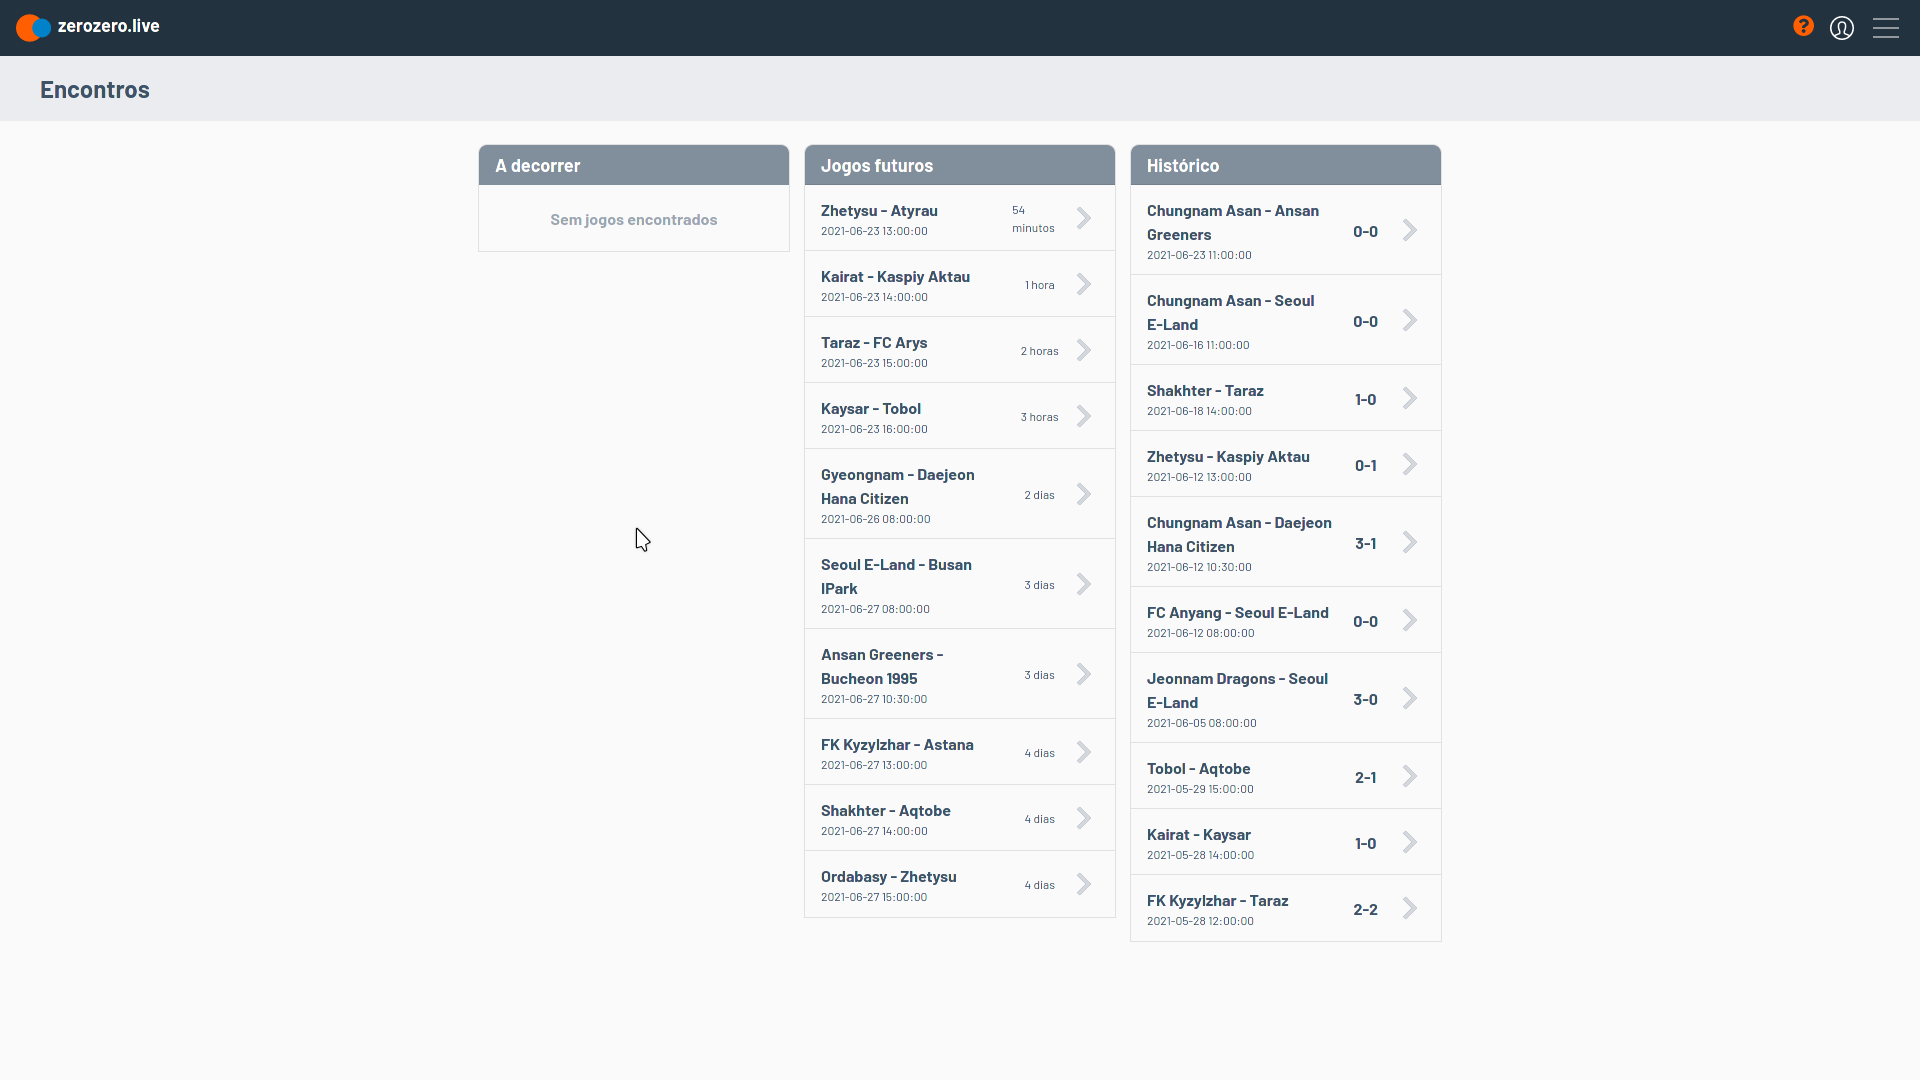 zerozero.live
?
Encontros
A decorrer
Sem jogos encontrados
Jogos futuros
Zhetysu - Atyrau
2021-06-23 13:00:00
54
minutos
Kairat - Kaspiy Aktau
2021-06-23 14:00:00
1 hora
Taraz - FC Arys
2021-06-23 15:00:00
2 horas
Kaysar - Tobol
2021-06-23 16:00:00
3 horas
Gyeongnam - Daejeon
Hana Citizen
2021-06-26 08:00:00
2 dias
Seoul E-Land - Busan
IPark
2021-06-27 08:00:00
3 dias
Ansan Greeners -
Bucheon 1995
2021-06-27 10:30:00
3 dias
FK Kyzylzhar - Astana
2021-06-27 13:00:00
4 dias
Shakhter - Aqtobe
2021-06-27 14:00:00
4 dias
Ordabasy - Zhetysu
2021-06-27 15:00:00
4 dias
Histórico
Chungnam Asan - Ansan
Greeners
2021-06-23 11:00:00
0-0
Chungnam Asan - Seoul
E-Land
2021-06-16 11:00:00
0-0
Shakhter - Taraz
2021-06-18 14:00:00
1-0
Zhetysu - Kaspiy Aktau
2021-06-12 13:00:00
0-1
Chungnam Asan - Daejeon
Hana Citizen
2021-06-12 10:30:00
3-1
FC Anyang - Seoul E-Land
2021-06-12 08:00:00
0-0
Jeonnam Dragons - Seoul
E-Land
2021-06-05 08:00:00
3-0
Tobol - Aqtobe
2021-05-29 15:00:00
2-1
Kairat - Kaysar
2021-05-28 14:00:00
1-0
FK Kyzylzhar - Taraz
2021-05-28 12:00:00
2-2